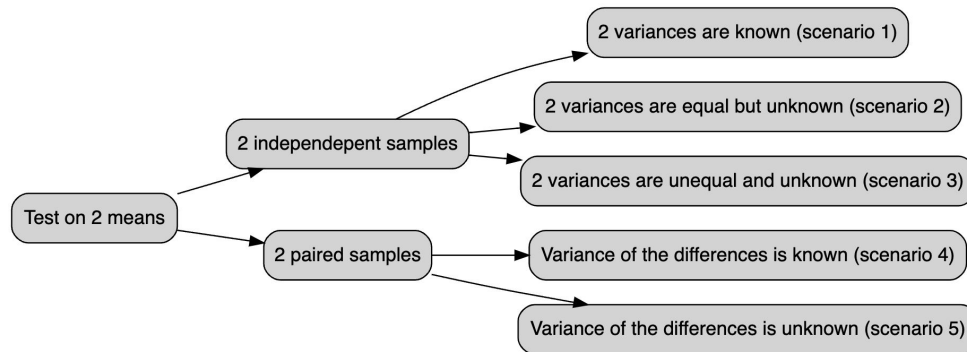 2 variances are known (scenario 1)
2 variances are equal but unknown (scenario 2)
2 independepent samples
2 variances are unequal and unknown (scenario 3)
Test on 2 means
2 paired samples
Variance of the differences is known (scenario 4)
Variance of the differences is unknown (scenario 5)